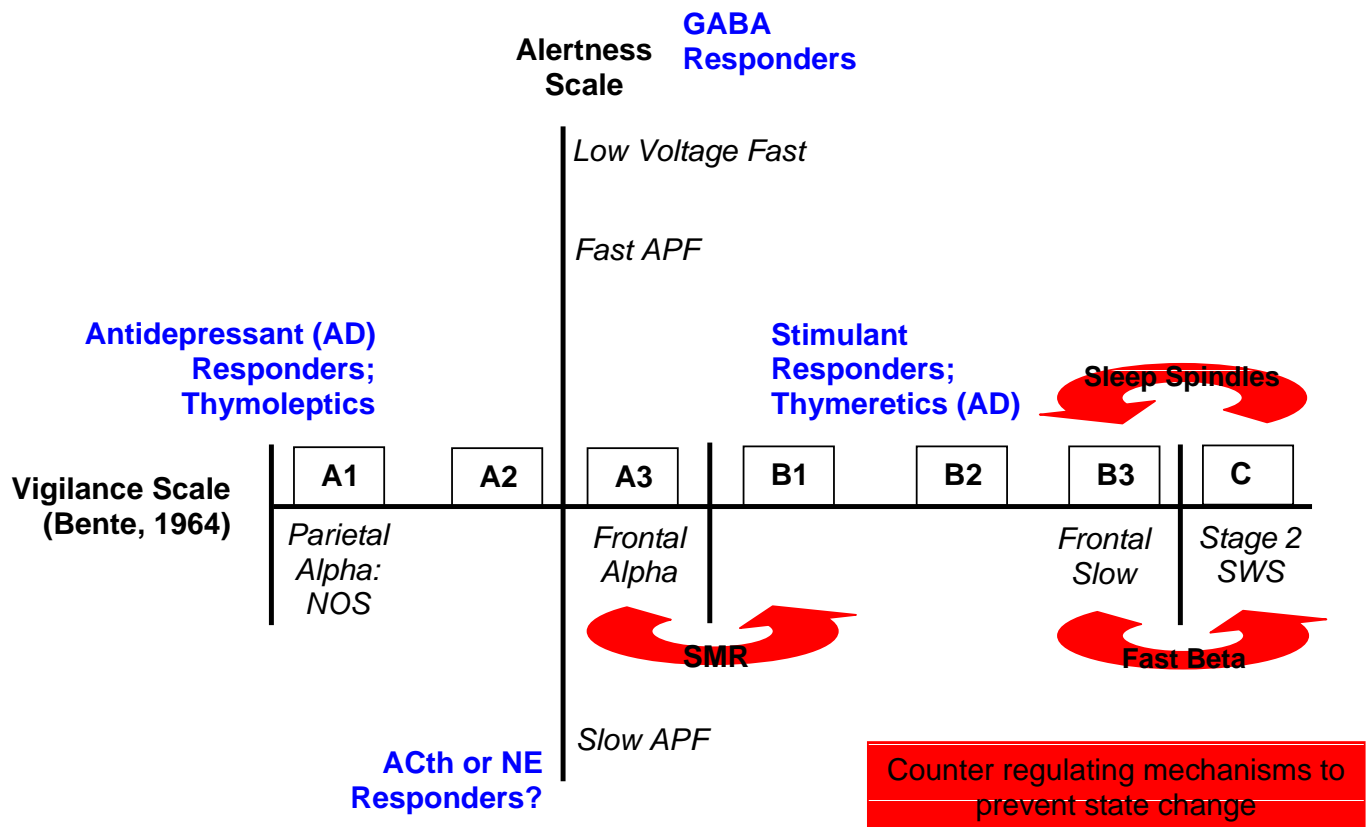 GABA
Responders
Alertness
Scale
Low Voltage Fast
Fast APF
Antidepressant (AD)
Responders;
Thymoleptics
Stimulant
Responders;
Thymeretics (AD)
Sleep Spindles
Vigilance Scale
(Bente, 1964)
A1
A2
A3
B1
B2
B3
C
Parietal
Alpha:
NOS
Frontal
Alpha
Frontal
Slow
Stage 2
SWS
SMR
Fast Beta
Slow APF
ACth or NE
Responders?
Counter regulating mechanisms to
prevent state change